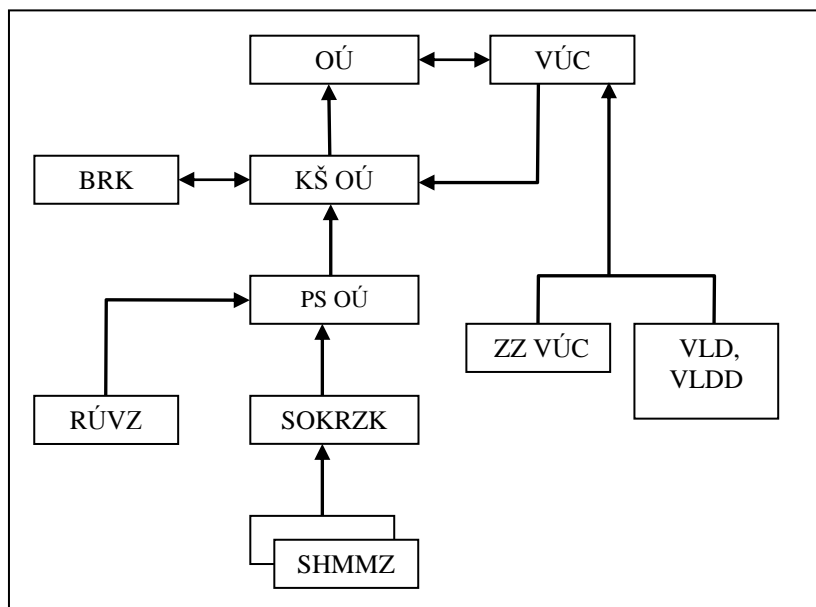 OÚ
VÚC
BRK
KŠ OÚ
PS OÚ
ZZ VÚC
VLD,
VLDD
RÚVZ
SOKRZK
SHMMZ